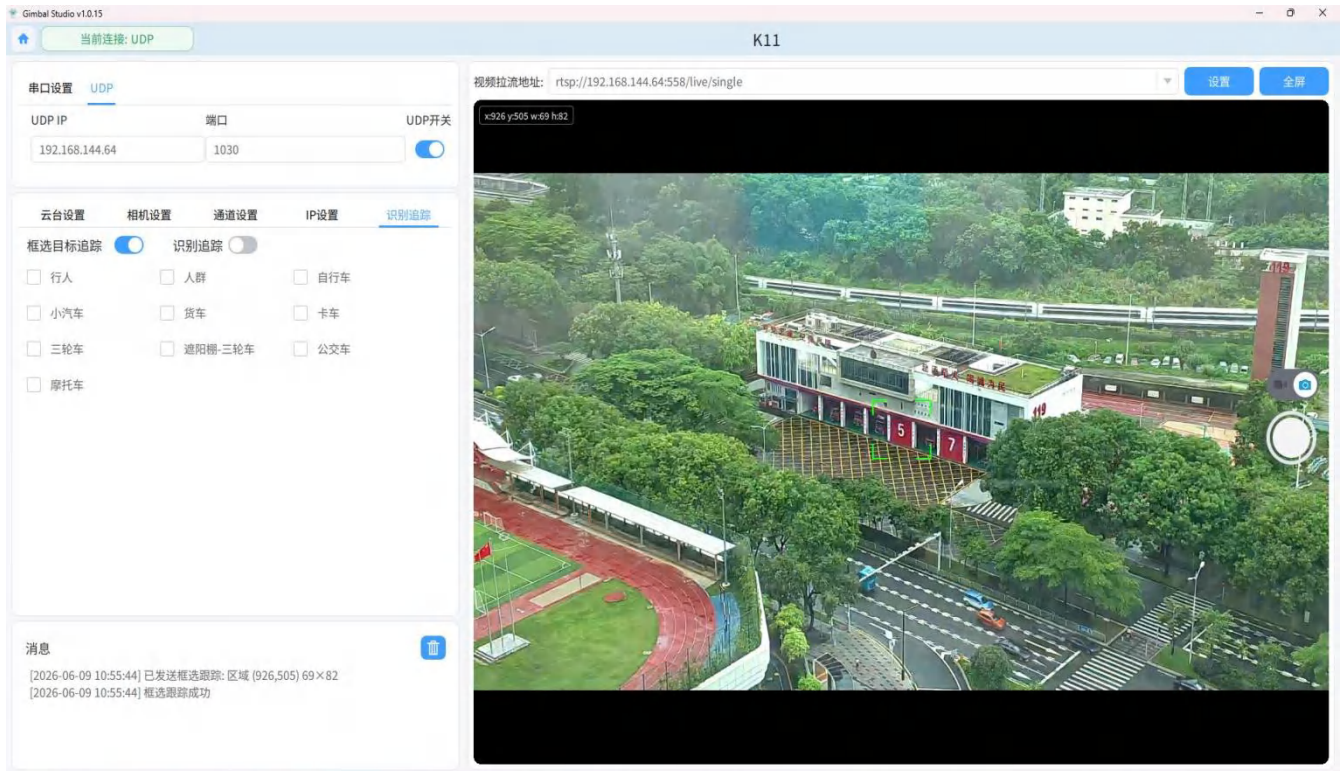 Gimbal Studio v1.0.15
当前连接: UDP
K11
串口设置 UDP
UDP IP 端口 UDP开关
192.168.144.64 1030
云台设置 相机设置 通道设置 IP设置 识别追踪
框选目标追踪 识别追踪
行人 人群 自行车
小汽车 货车 卡车
三轮车 遮阳棚-三轮车 公交车
摩托车
消息
[2026-06-09 10:55:44] 已发送框选跟踪: 区域 (926,505) 69×82
[2026-06-09 10:55:44] 框选跟踪成功
视频拉流地址: rtsp://192.168.144.64:558/live/single 设置 全屏
x:926 y:505 w:69 h:82
119
119
5
7